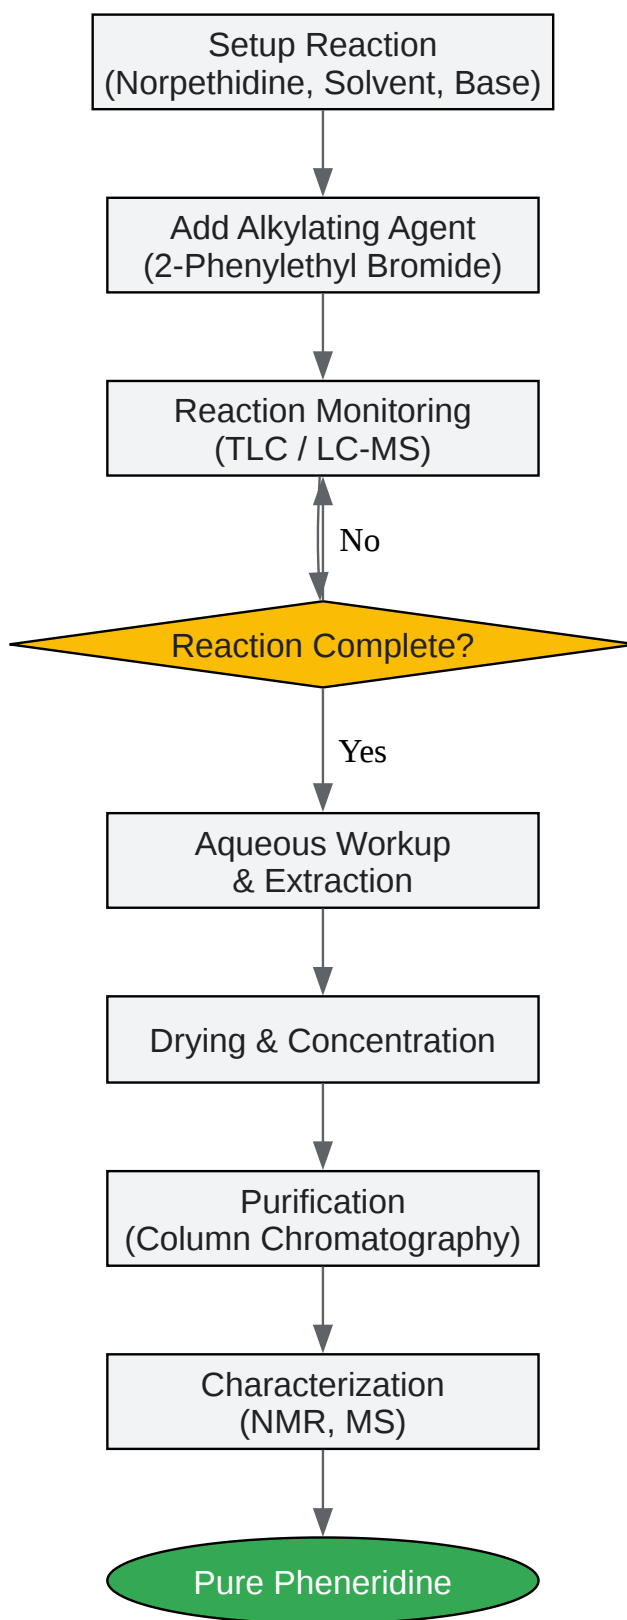 Setup Reaction
(Norpethidine, Solvent, Base)
Add Alkylating Agent
(2-Phenylethyl Bromide)
Reaction Monitoring
(TLC / LC-MS)
No
Reaction Complete?
Yes
Aqueous Workup
& Extraction
Drying & Concentration
Purification
(Column Chromatography)
Characterization
(NMR, MS)
Pure Pheneridine